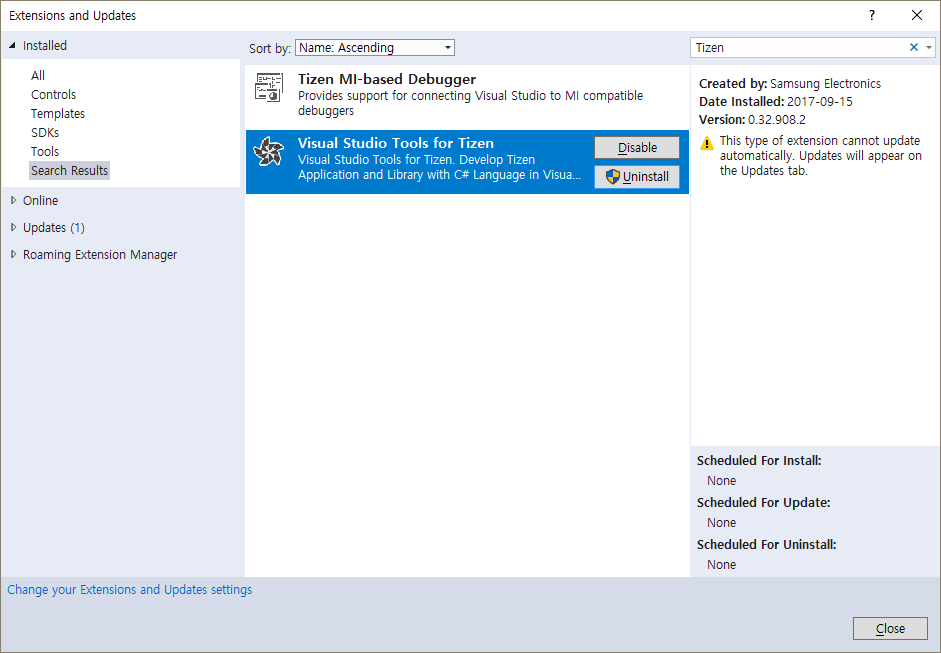 Extensions and Updates
?
Installed
All
Controls
Templates
SDKs
Tools
Search Results
Online
Updates (1)
Roaming Extension Manager
Sort by: Name: Ascending
Tizen MI-based Debugger
Provides support for connecting Visual Studio to MI compatible
debuggers
Visual Studio Tools for Tizen
Visual Studio Tools for Tizen. Develop Tizen
Application and Library with C# Language in Visua...
Disable
Uninstall
Tizen
Created by: Samsung Electronics
Date Installed: 2017-09-15
Version: 0.32.908.2
This type of extension cannot update
automatically. Updates will appear on
the Updates tab.
Scheduled For Install:
None
Scheduled For Update:
None
Scheduled For Uninstall:
None
Change your Extensions and Updates settings
Close